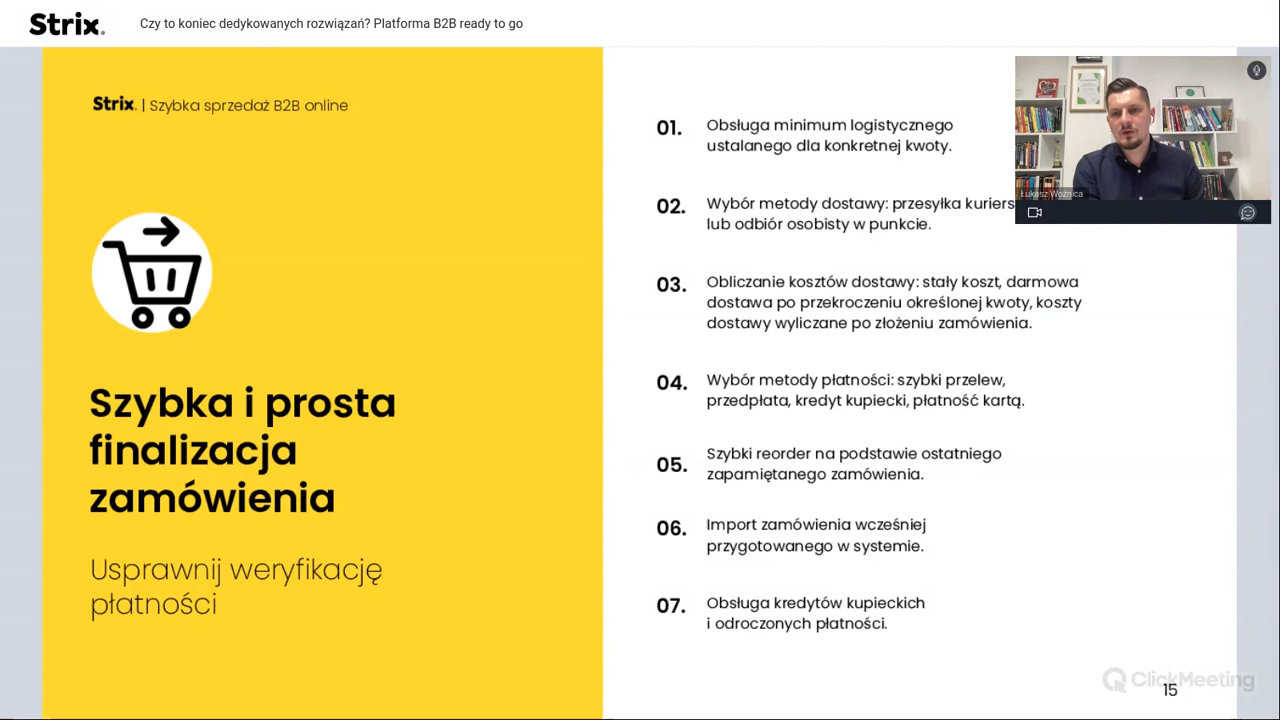 Strix.
Czy to koniec dedykowanych rozwiązań? Platforma B2B ready to go
Strix. | Szybka sprzedaż B2B online
Szybka i prosta
finalizacja
zamówienia
Usprawnij weryfikację
płatności
01. Obsługa minimum logistycznego
ustalanego dla konkretnej kwoty.
02. Wybór metody dostawy: przesyłka
lub odbiór osobisty w punkcie.
03. Obliczanie kosztów dostawy: stały koszt, darmowa
dostawa po przekroczeniu określonej kwoty, koszty
dostawy wyliczane po złożeniu zamówienia.
04. Wybór metody płatności: szybki przelew,
przedpłata, kredyt kupiecki, płatność kartą.
05. Szybki reorder na podstawie ostatniego
zapamiętanego zamówienia.
06. Import zamówienia wcześniej
przygotowanego w systemie.
07. Obsługa kredytów kupieckich
i odroczonych płatności.
Łukasz Woźnica
ClickMeeting
15